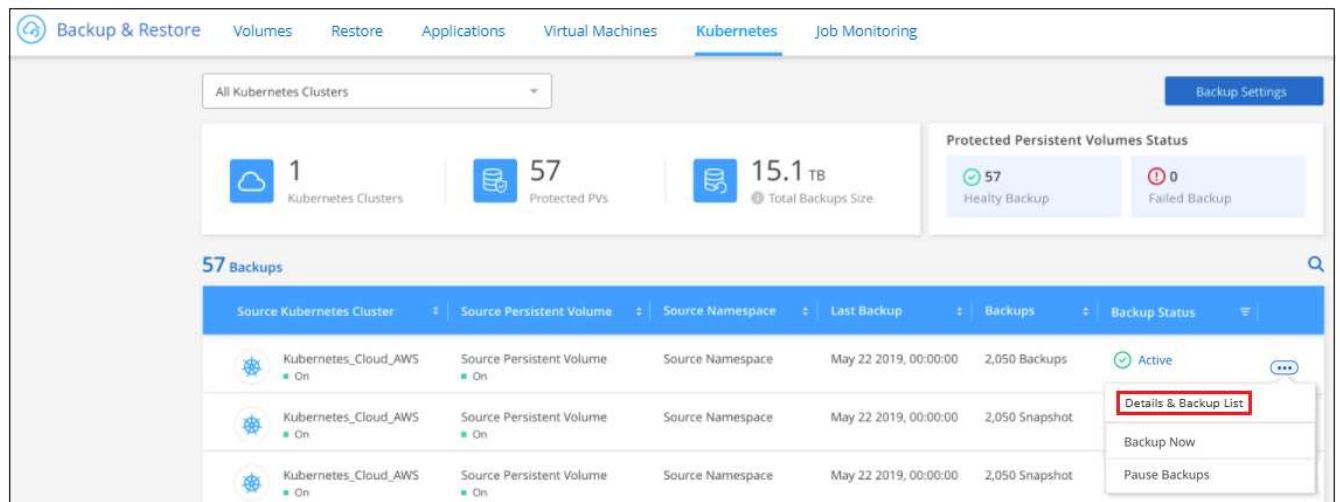 Backup & Restore Volumes Restore Applications Virtual Machines Kubernetes Job Monitoring
All Kubernetes Clusters Backup Settings
Protected Persistent Volumes Status
1 57 15.1 TB 57 0
Kubernetes Clusters Protected PVs Total Backups Size Healty Backup Failed Backup
57 Backups
Source Kubernetes Cluster Source Persistent Volume Source Namespace Last Backup Backups Backup Status
Kubernetes_Cloud_AWS Source Persistent Volume Source Namespace May 22 2019, 00:00:00 2,050 Backups Active
On On
Details & Backup List
Kubernetes_Cloud_AWS Source Persistent Volume Source Namespace May 22 2019, 00:00:00 2,050 Snapshot
On On
Backup Now
Kubernetes_Cloud_AWS Source Persistent Volume Source Namespace May 22 2019, 00:00:00 2,050 Snapshot
Pause Backups
On On